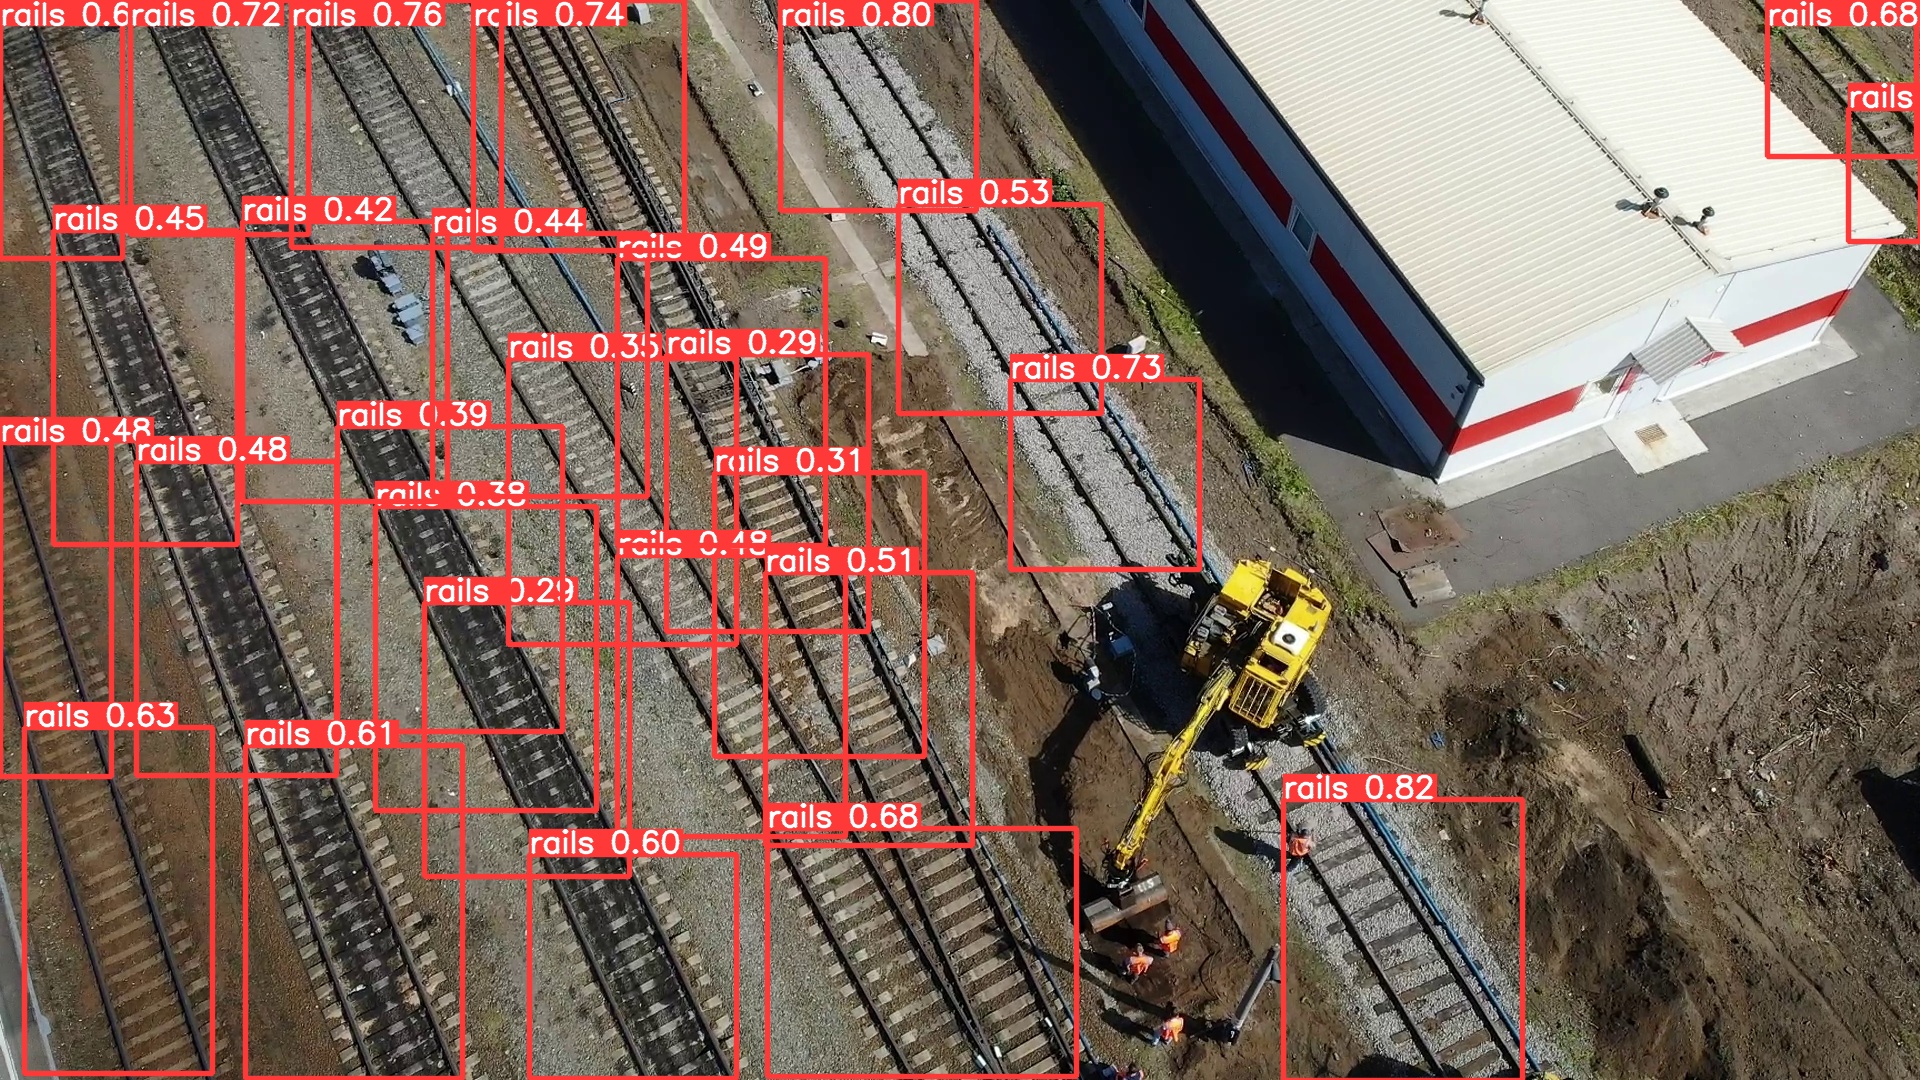 rails 0.6
rails 0.72
rails 0.76
rails 0.74
rails 0.80
rails 0.68
rails
rails 0.53
rails 0.45
rails 0.42
rails 0.44
rails 0.49
rails 0.35
rails 0.29
rails 0.73
rails 0.48
rails 0.48
rails 0.39
rails 0.31
rails 0.38
rails 0.48
rails 0.51
rails 0.29
rails 0.63
rails 0.61
rails 0.82
rails 0.68
rails 0.60